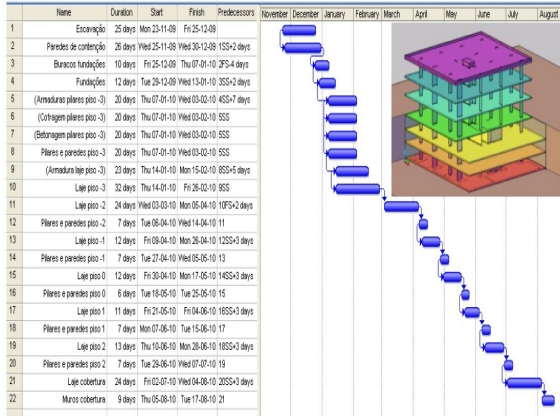 Name Duration Start Finish Predecessors November December January February March April May June July August
1 Escavação 25 days Mon 23-11-09 Fri 25-12-09
2 Paredes de contenção 26 days Wed 25-11-09 Wed 30-12-09 1SS+2 days
3 Buracos fundações 10 days Fri 25-12-09 Thu 07-01-10 2FS-4 days
4 Fundações 12 days Tue 29-12-09 Wed 13-01-10 3SS+2 days
5 (Armaduras pilares piso -3) 20 days Thu 07-01-10 Wed 03-02-10 4SS+7 days
6 (Cofragem pilares piso -3) 20 days Thu 07-01-10 Wed 03-02-10 5SS
7 (Betonagem pilares piso -3) 20 days Thu 07-01-10 Wed 03-02-10 5SS
8 Pilares e paredes piso -3 20 days Thu 07-01-10 Wed 03-02-10 5SS
9 (Armadura laje piso -3) 23 days Thu 14-01-10 Mon 15-02-10 8SS+5 days
10 Laje piso -3 32 days Thu 14-01-10 Fri 26-02-10 9SS
11 Laje piso -2 24 days Wed 03-03-10 Mon 05-04-10 10FS+2 days
12 Pilares e paredes piso -2 7 days Tue 06-04-10 Wed 14-04-10 11
13 Laje piso -1 12 days Fri 09-04-10 Mon 26-04-10 12SS+3 days
14 Pilares e paredes piso -1 7 days Tue 27-04-10 Wed 05-05-10 13
15 Laje piso 0 12 days Fri 30-04-10 Mon 17-05-10 14SS+3 days
16 Pilares e paredes piso 0 6 days Tue 18-05-10 Tue 25-05-10 15
17 Laje piso 1 11 days Fri 21-05-10 Fri 04-06-10 16SS+3 days
18 Pilares e paredes piso 1 7 days Mon 07-06-10 Tue 15-06-10 17
19 Laje piso 2 13 days Thu 10-06-10 Mon 28-06-10 18SS+3 days
20 Pilares e paredes piso 2 7 days Tue 29-06-10 Wed 07-07-10 19
21 Laje cobertura 24 days Fri 02-07-10 Wed 04-08-10 20SS+3 days
22 Muros cobertura 9 days Thu 05-08-10 Tue 17-08-10 21